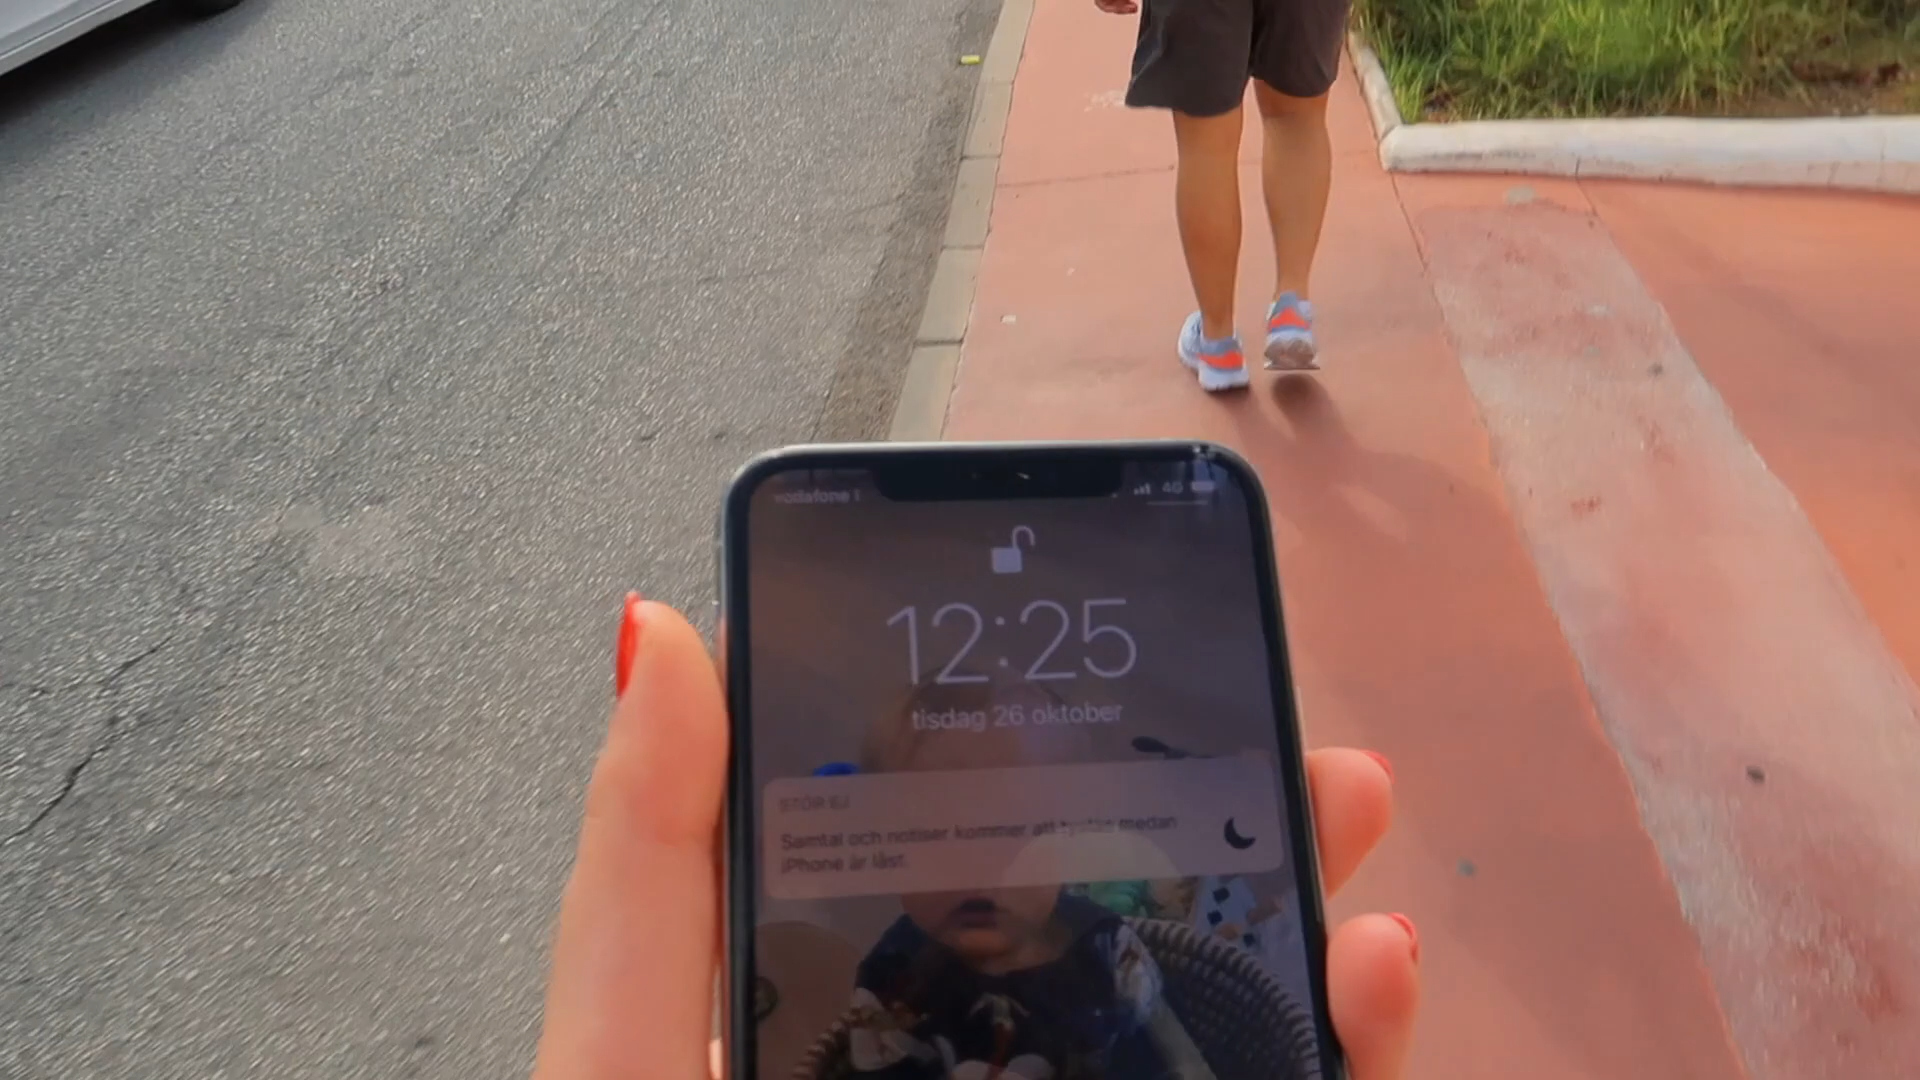 vodafone 4G
12:25
tisdag 26 oktober
STÖR EJ
Samtal och notiser kommer att tystas medan
iPhone är låst.